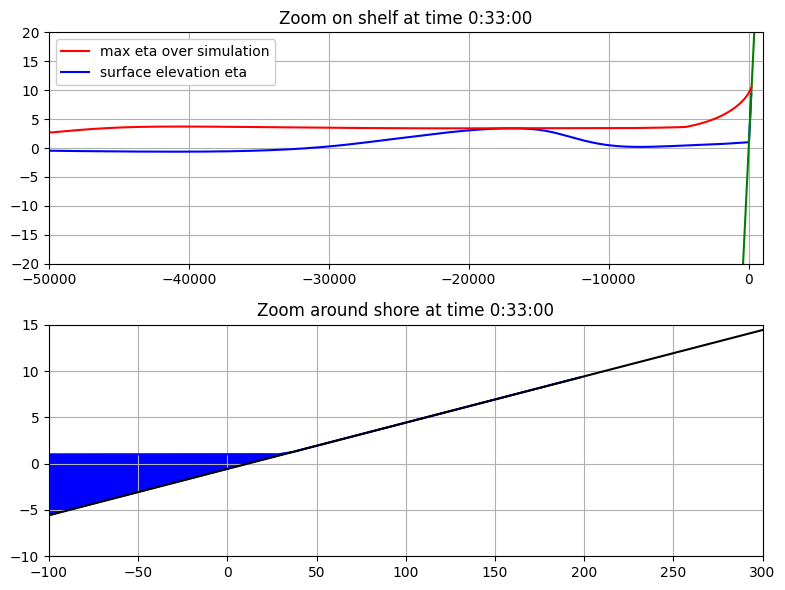 Zoom on shelf at time 0:33:00
max eta over simulation
surface elevation eta
20
15
10
5
0
−5
−10
−15
−20
−50000 −40000 −30000 −20000 −10000 0
Zoom around shore at time 0:33:00
15
10
5
0
−5
−10
−100 −50 0 50 100 150 200 250 300